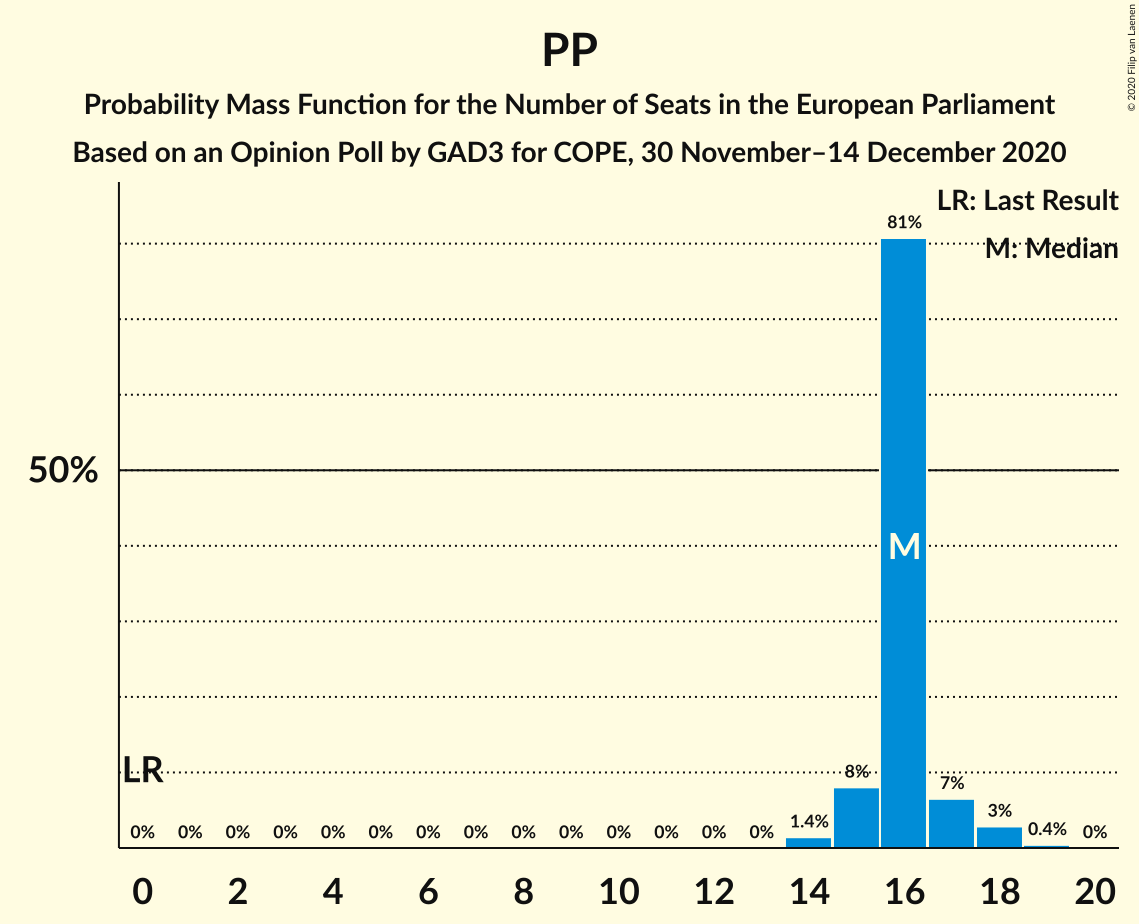 PP
Probability Mass Function for the Number of Seats in the European Parliament
Based on an Opinion Poll by GAD3 for COPE, 30 November–14 December 2020
© 2020 Filip van Laenen
LR: Last Result
M: Median
81%
50%
M
LR
8%
7%
3%
1.4%
0.4%
0% 0% 0% 0% 0% 0% 0% 0% 0% 0% 0% 0% 0% 0% 0%
0 2 4 6 8 10 12 14 16 18 20